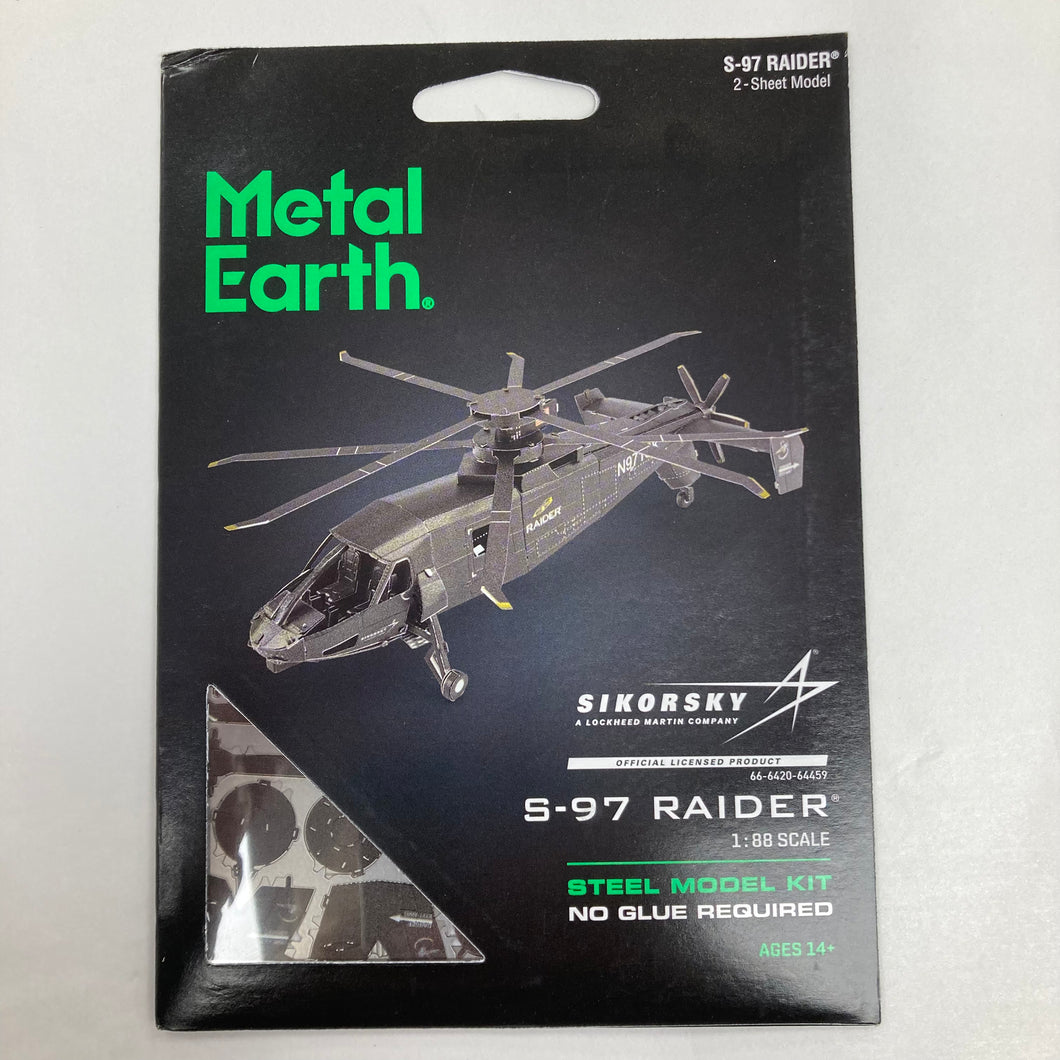 S-97 RAIDER®
2-Sheet Model
Metal
Earth®
RAIDER
SIKORSKY
SIKORSKY
®
A LOCKHEED MARTIN COMPANY
OFFICIAL LICENSED PRODUCT
66-6420-64459
S-97 RAIDER®
1:88 SCALE
STEEL MODEL KIT
NO GLUE REQUIRED
AGES 14+